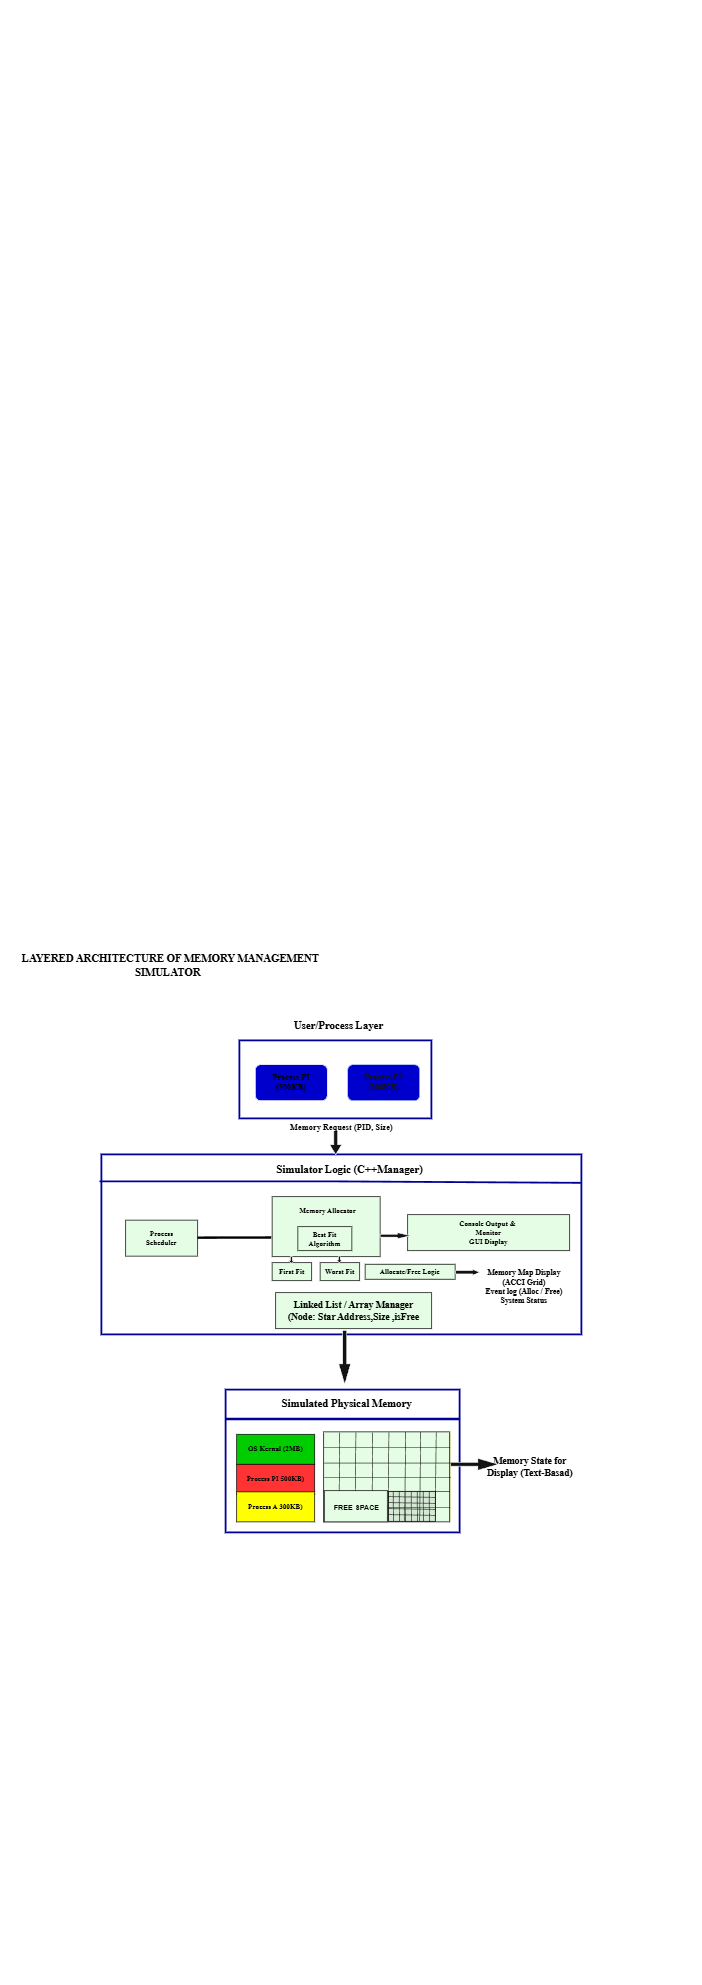 LAYERED ARCHITECTURE OF MEMORY MANAGEMENT
SIMULATOR
User/Process Layer
Process
Process
Memory Request (PID, Size)
Simulator Logic (C++Manager)
Process
Scheduler
Memory Allocator
Best Fit
Algorithm
Console Output &
Monitor
GUI Display
First Fit
Worst Fit
Allocate/Free Logic
Memory Map Display
(ACCI Grid)
Event log (Alloc / Free)
System Status
Linked List / Array Manager
(Node: Star Address,Size ,isFree
Simulated Physical Memory
OS Kernal (2MB)
Process PI 500KB)
Process A 300KB)
FREE SPACE
Memory State for
Display (Text-Basad)